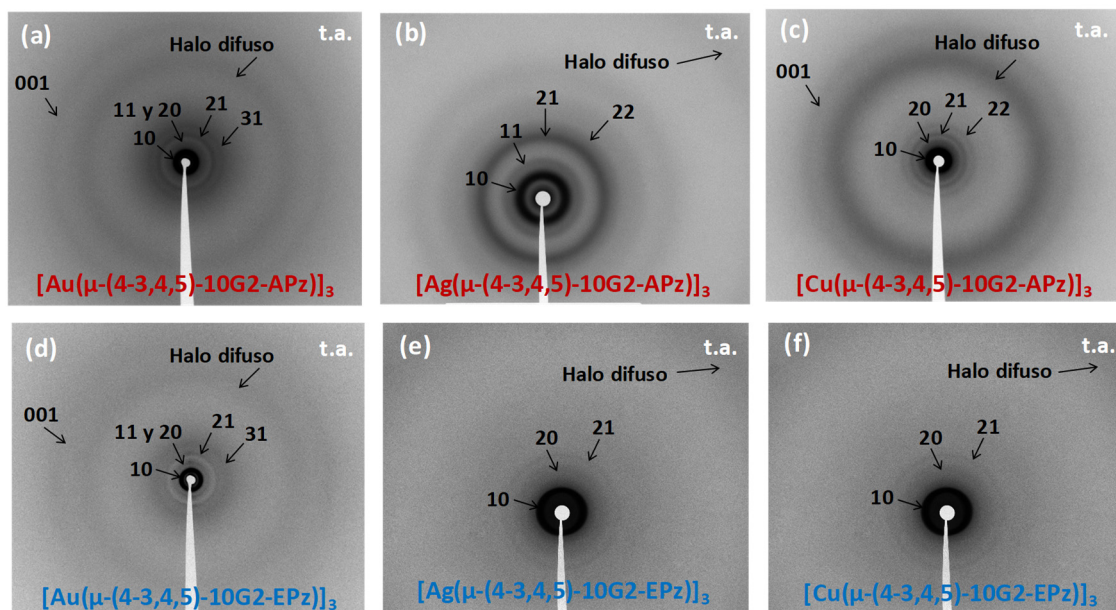 (a)
t.a.
Halo difuso
001
11 y 20
21
31
10
[Au(μ-(4-3,4,5)-10G2-APz)]₃
(b)
t.a.
Halo difuso
21
11
22
10
[Ag(μ-(4-3,4,5)-10G2-APz)]₃
(c)
t.a.
Halo difuso
001
20
21
22
10
[Cu(μ-(4-3,4,5)-10G2-APz)]₃
(d)
t.a.
Halo difuso
001
11 y 20
21
31
10
[Au(μ-(4-3,4,5)-10G2-EPz)]₃
(e)
t.a.
Halo difuso
20
21
10
[Ag(μ-(4-3,4,5)-10G2-EPz)]₃
(f)
t.a.
Halo difuso
20
21
10
[Cu(μ-(4-3,4,5)-10G2-EPz)]₃